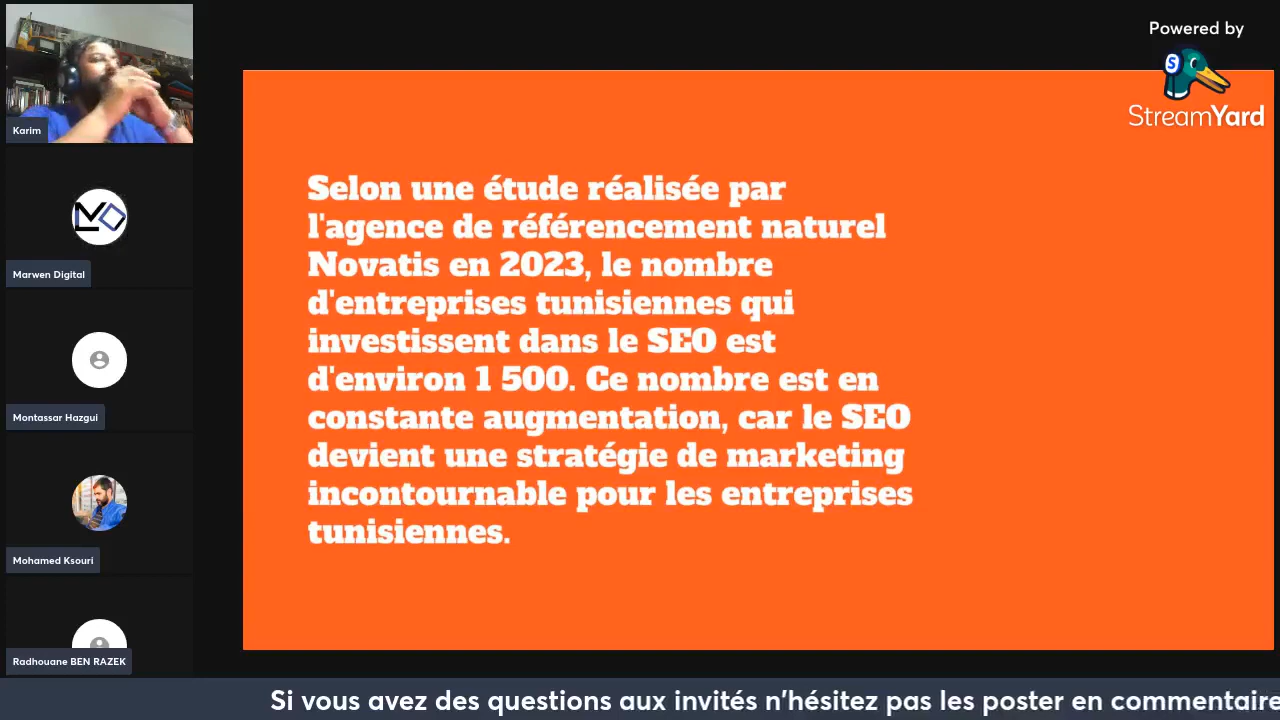 Karim
Marwen Digital
Montassar Hazgui
Mohamed Ksouri
Radhouane BEN RAZEK
Powered by
StreamYard
Selon une étude réalisée par
l'agence de référencement naturel
Novatis en 2023, le nombre
d'entreprises tunisiennes qui
investissent dans le SEO est
d'environ 1 500. Ce nombre est en
constante augmentation, car le SEO
devient une stratégie de marketing
incontournable pour les entreprises
tunisiennes.
Si vous avez des questions aux invités n'hésitez pas les poster en commentaire